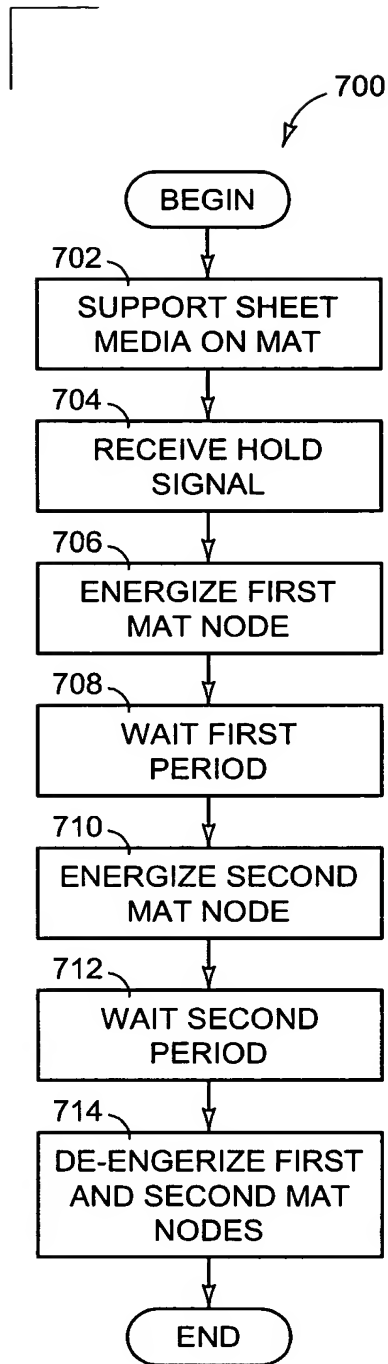 700
BEGIN
702
SUPPORT SHEET
MEDIA ON MAT
704
RECEIVE HOLD
SIGNAL
706
ENERGIZE FIRST
MAT NODE
708
WAIT FIRST
PERIOD
710
ENERGIZE SECOND
MAT NODE
712
WAIT SECOND
PERIOD
714
DE-ENGERIZE FIRST
AND SECOND MAT
NODES
END